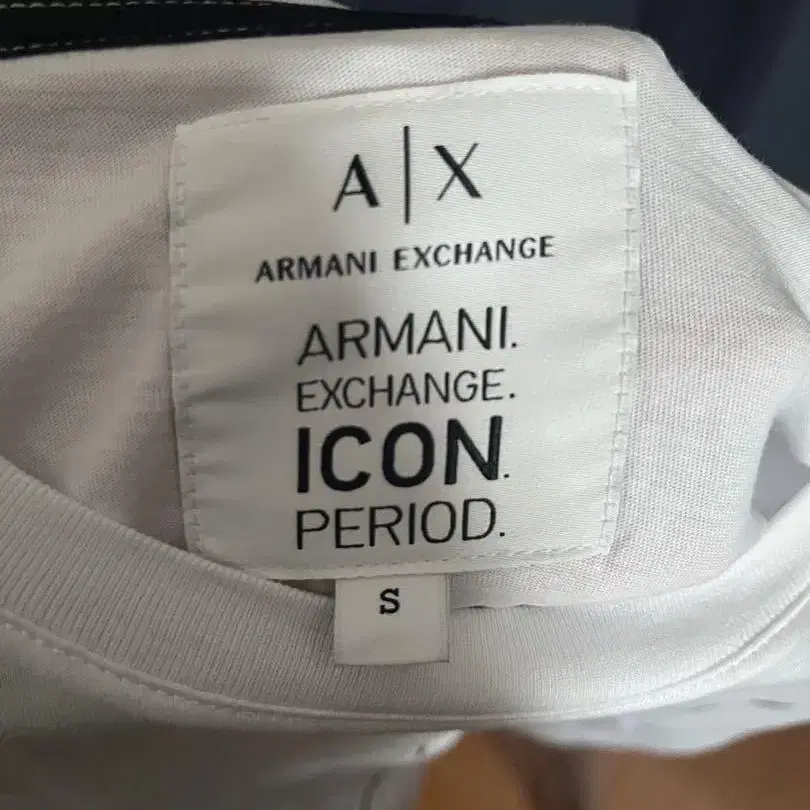 A|X
ARMANI EXCHANGE
ARMANI.
EXCHANGE.
ICON.
PERIOD.
S